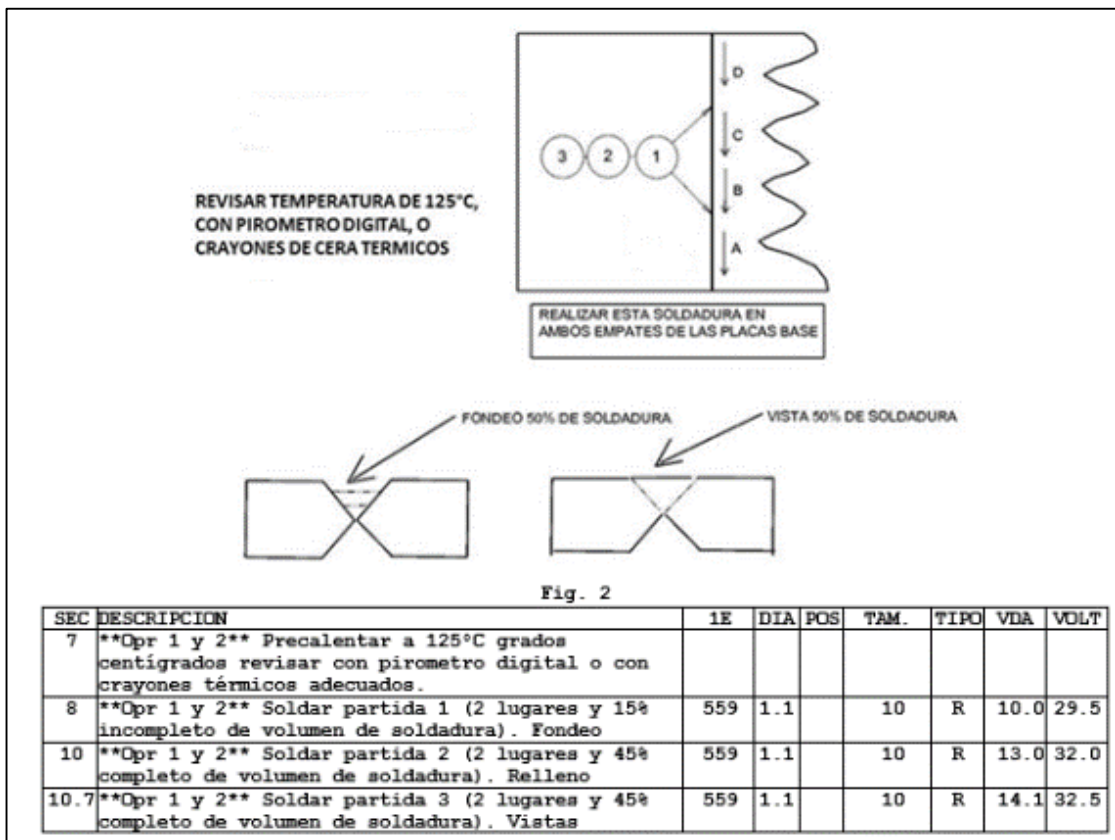 D
C
3 2 1
B
A
REVISAR TEMPERATURA DE 125°C,
CON PIROMETRO DIGITAL, O
CRAYONES DE CERA TERMICOS
REALIZAR ESTA SOLDADURA EN
AMBOS EMPATES DE LAS PLACAS BASE
FONDEO 50% DE SOLDADURA
VISTA 50% DE SOLDADURA
Fig. 2
SEC DESCRIPCION 1E DIA POS TAM. TIPO VDA VOLT
7 **Opr 1 y 2** Precalentar a 125ºC grados
centígrados revisar con pirometro digital o con
crayones térmicos adecuados.
8 **Opr 1 y 2** Soldar partida 1 (2 lugares y 15% 559 1.1 10 R 10.0 29.5
incompleto de volumen de soldadura). Fondeo
10 **Opr 1 y 2** Soldar partida 2 (2 lugares y 45% 559 1.1 10 R 13.0 32.0
completo de volumen de soldadura). Relleno
10.7 **Opr 1 y 2** Soldar partida 3 (2 lugares y 45% 559 1.1 10 R 14.1 32.5
completo de volumen de soldadura). Vistas